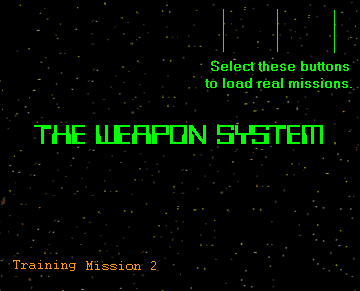 Select these buttons
to load real missions.
THE WEAPON SYSTEM
Training Mission 2